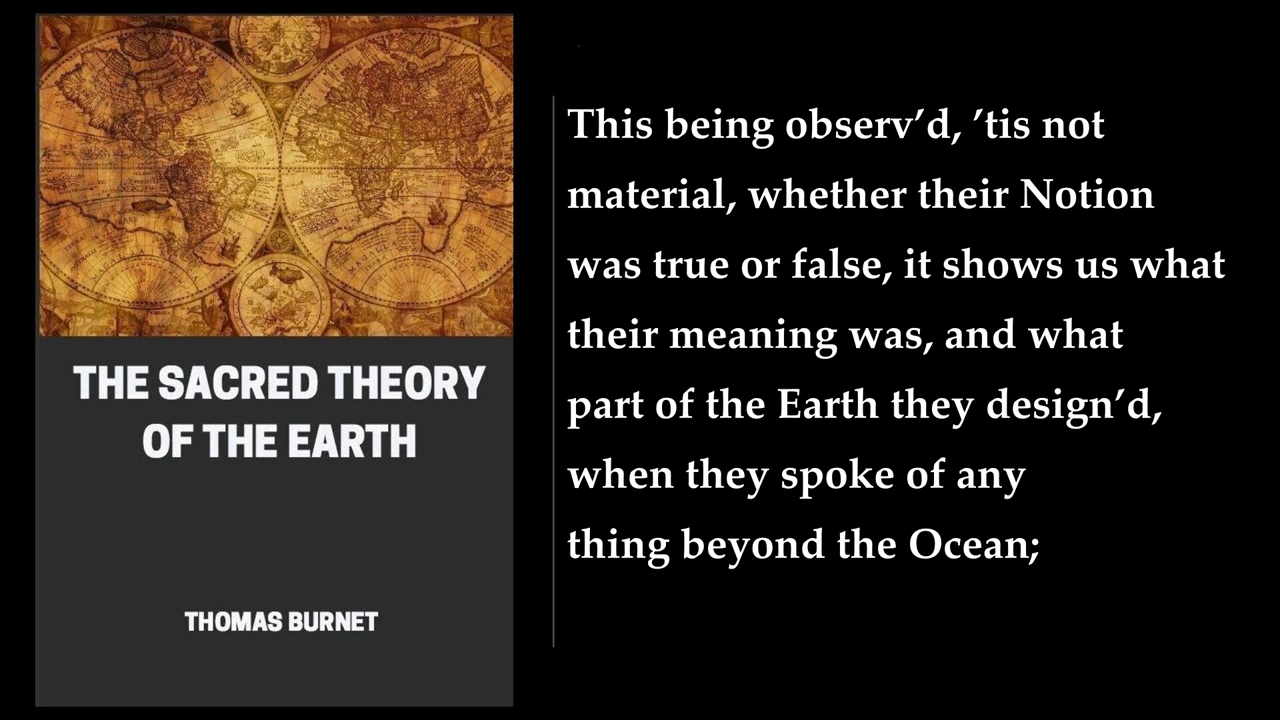 THE SACRED THEORY
OF THE EARTH
THOMAS BURNET
This being observ’d, ’tis not
material, whether their Notion
was true or false, it shows us what
their meaning was, and what
part of the Earth they design’d,
when they spoke of any
thing beyond the Ocean;